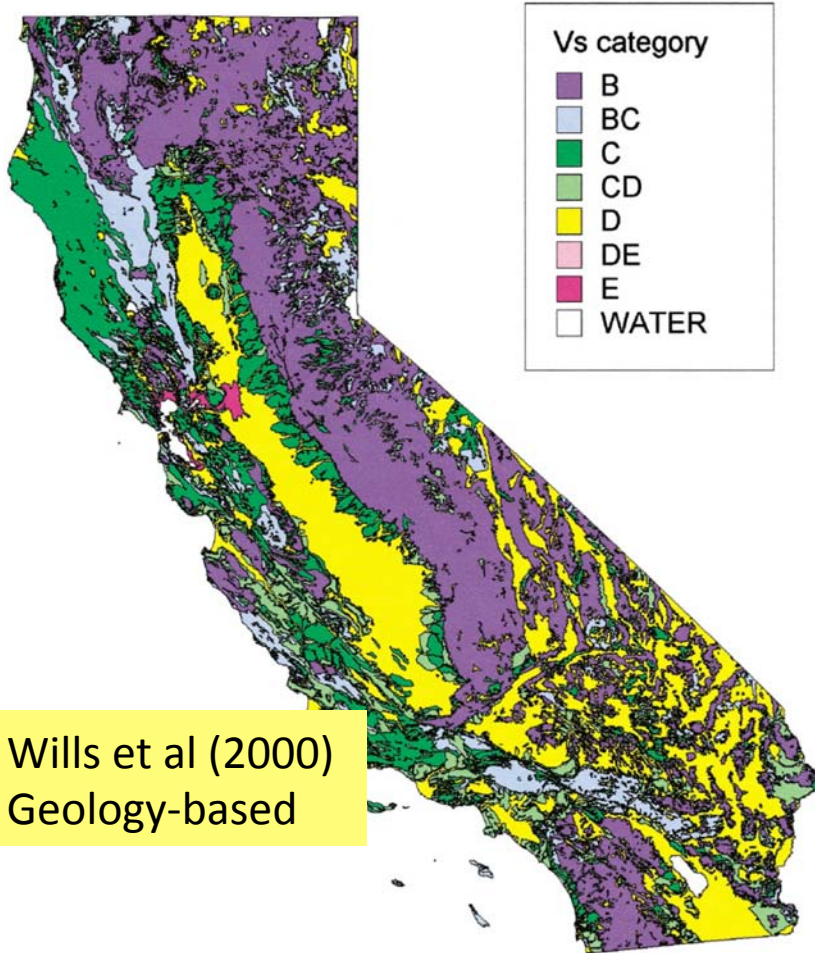 Vs category
B
BC
C
CD
D
DE
E
WATER
Wills et al (2000)
Geology-based